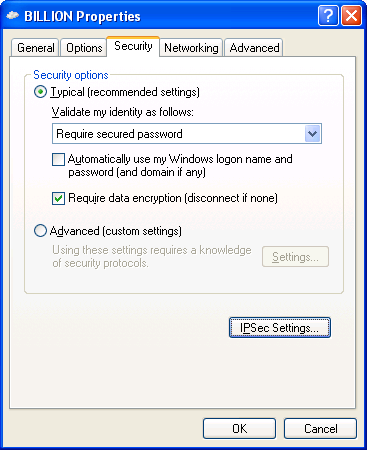 BILLION Properties
General Options Security Networking Advanced
Security options
Typical (recommended settings)
Validate my identity as follows:
Require secured password
Automatically use my Windows logon name and
password (and domain if any)
Require data encryption (disconnect if none)
Advanced (custom settings)
Using these settings requires a knowledge
of security protocols.
Settings...
IPSec Settings...
OK Cancel